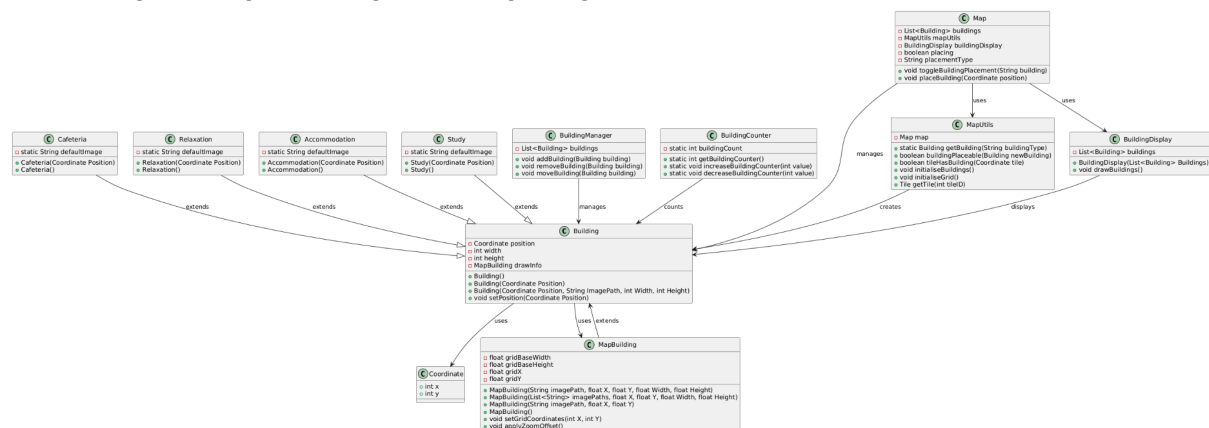 C Map
List<Building> buildings
MapUtils mapUtils
BuildingDisplay buildingDisplay
boolean placing
String placementType
void toggleBuildingPlacement(String building)
void placeBuilding(Coordinate position)
uses
uses
manages
C Cafeteria
static String defaultImage
Cafeteria(Coordinate Position)
Cafeteria()
C Relaxation
static String defaultImage
Relaxation(Coordinate Position)
Relaxation()
C Accommodation
static String defaultImage
Accommodation(Coordinate Position)
Accommodation()
C Study
static String defaultImage
Study(Coordinate Position)
Study()
C BuildingManager
List<Building> buildings
void addBuilding(Building building)
void removeBuilding(Building building)
void moveBuilding(Building building)
C BuildingCounter
static int buildingCount
static int getBuildingCounter()
static void increaseBuildingCounter(int value)
static void decreaseBuildingCounter(int value)
C MapUtils
Map map
static Building getBuilding(String buildingType)
boolean buildingPlaceable(Building newBuilding)
boolean tileHasBuilding(Coordinate tile)
void initialiseBuildings()
void initialiseGrid()
Tile getTile(int tileID)
C BuildingDisplay
List<Building> buildings
BuildingDisplay(List<Building> Buildings)
void drawBuildings()
extends
extends
extends
extends
manages
counts
creates
displays
C Building
Coordinate position
int width
int height
MapBuilding drawInfo
Building()
Building(Coordinate Position)
Building(Coordinate Position, String ImagePath, int Width, int Height)
void setPosition(Coordinate Position)
uses
uses
extends
C Coordinate
int x
int y
C MapBuilding
float gridBaseWidth
float gridBaseHeight
float gridX
float gridY
MapBuilding(String imagePath, float X, float Y, float Width, float Height)
MapBuilding(List<String> imagePaths, float X, float Y, float Width, float Height)
MapBuilding(String imagePath, float X, float Y)
MapBuilding()
void setGridCoordinates(int X, int Y)
void applyZoomOffset()